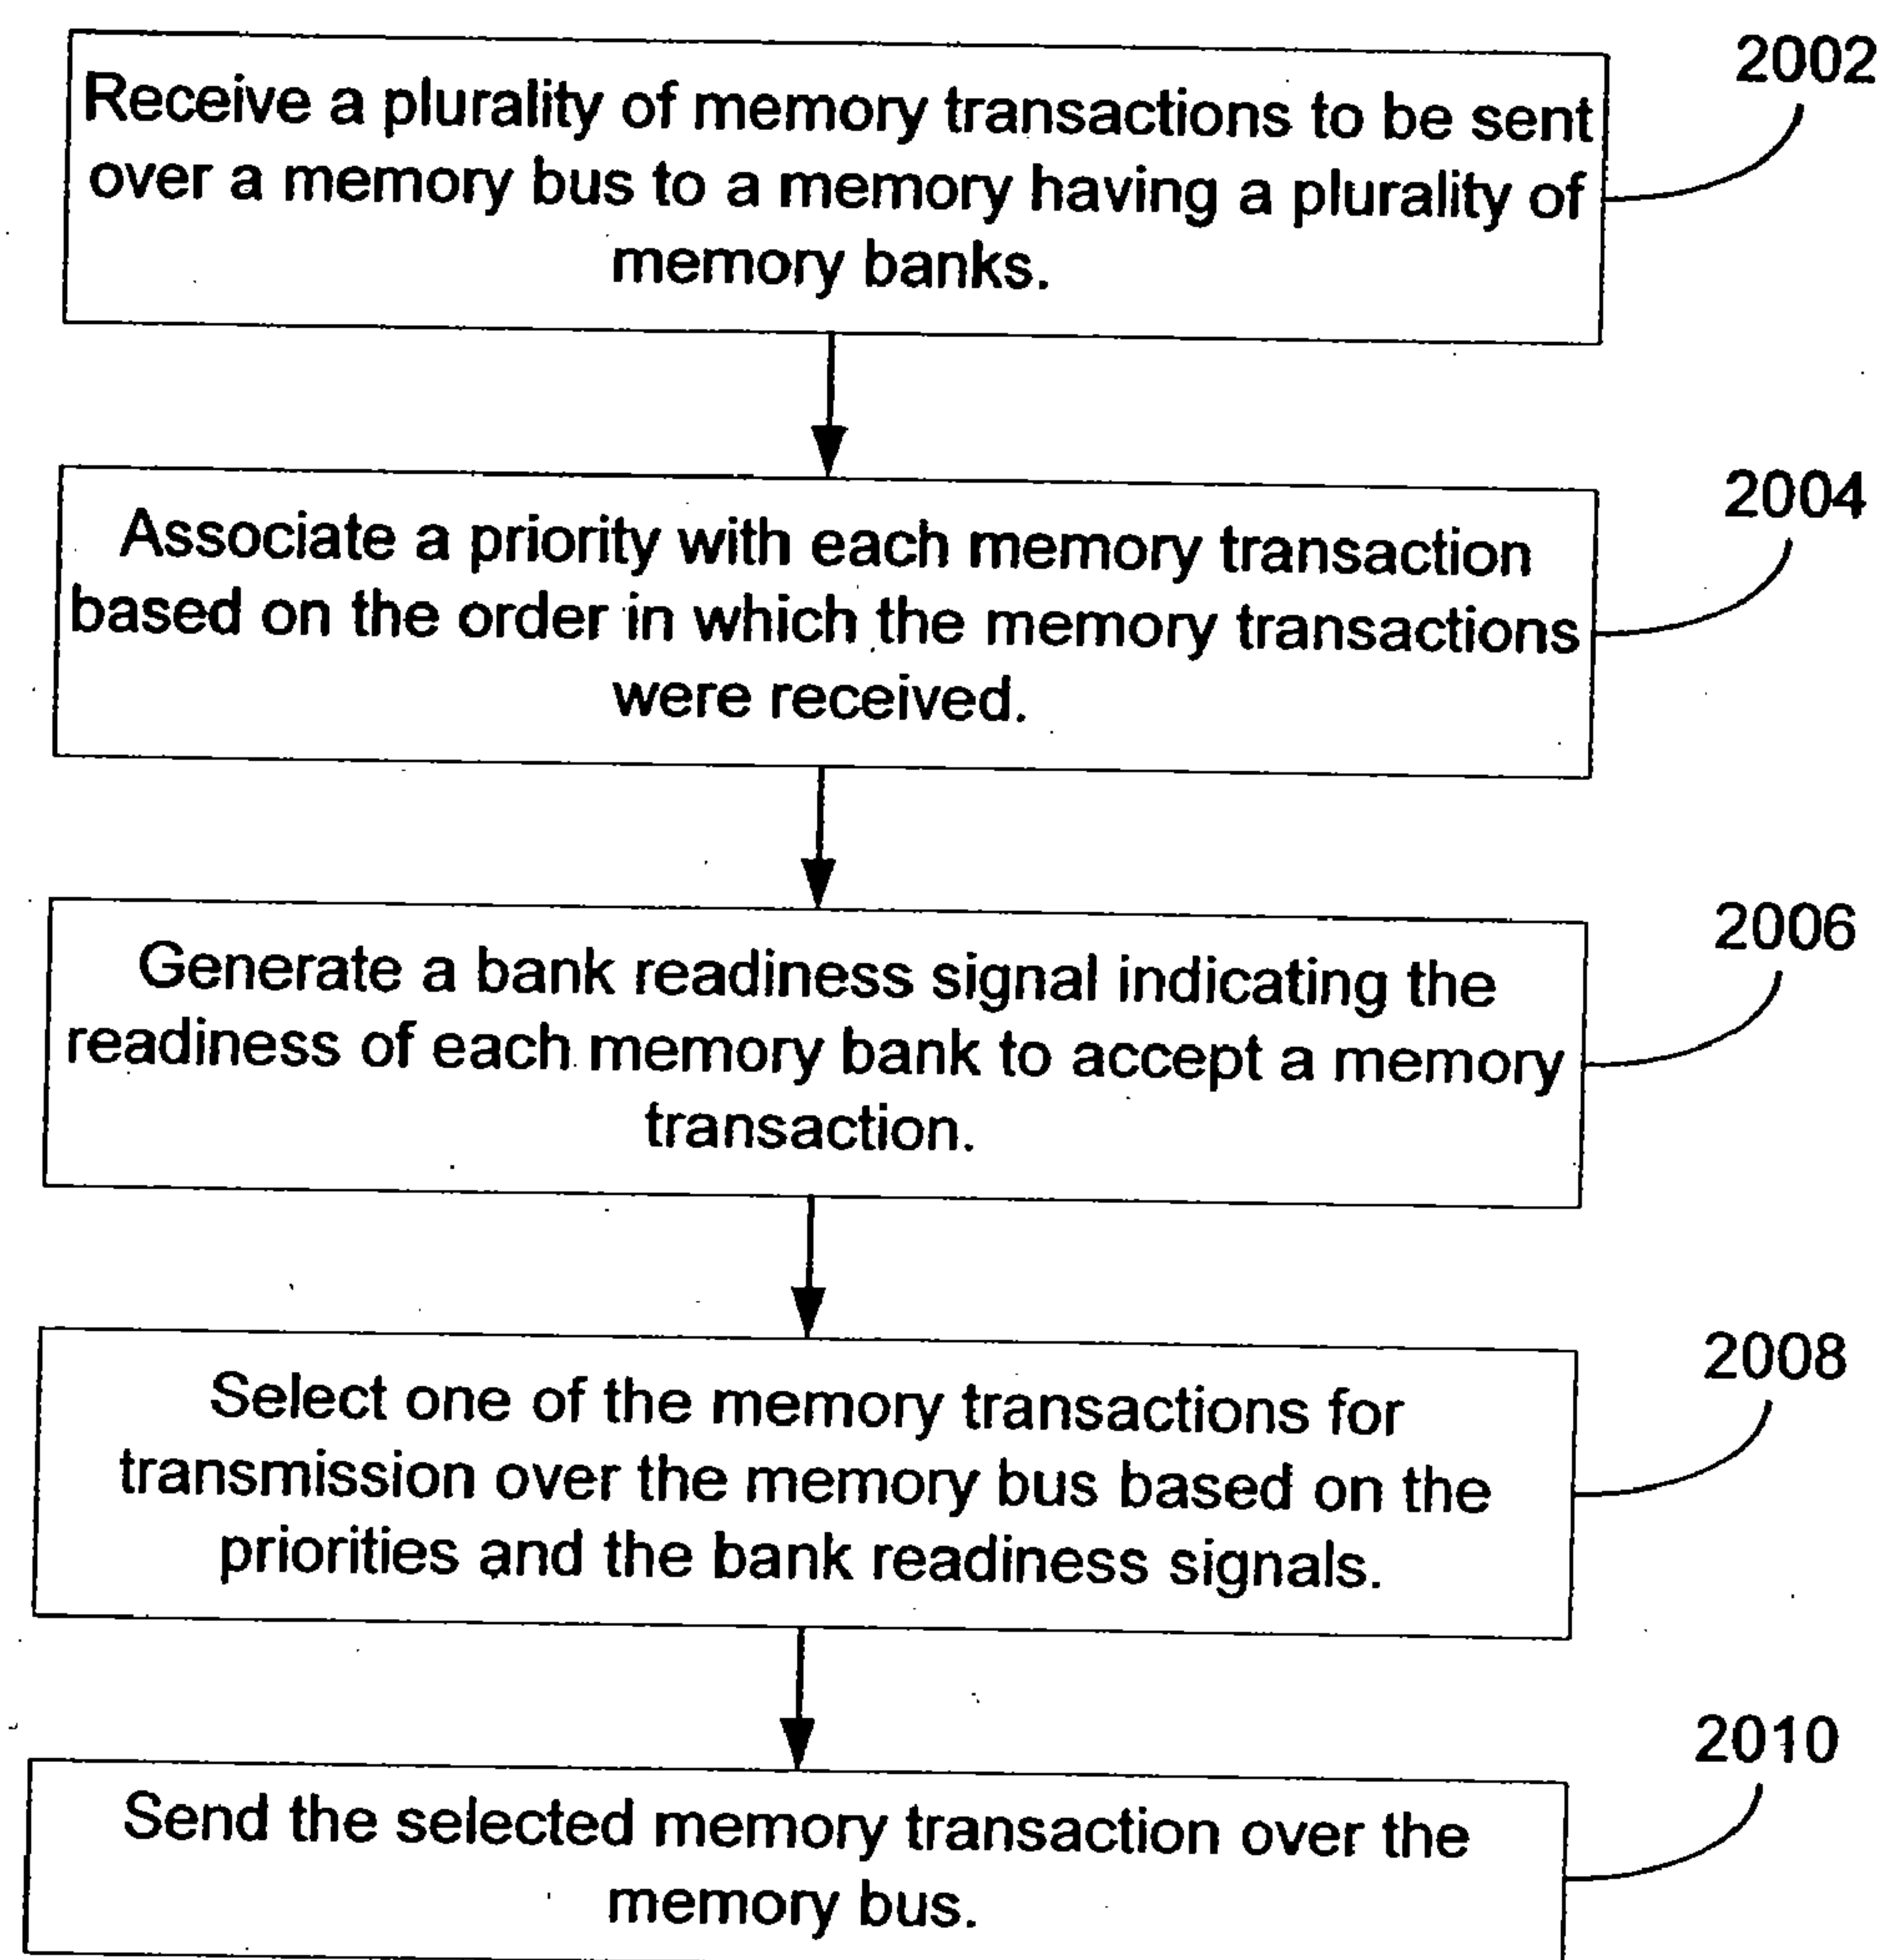 2002
Receive a plurality of memory transactions to be sent
over a memory bus to a memory having a plurality of
memory banks.
2004
Associate a priority with each memory transaction
based on the order in which the memory transactions
were received.
2006
Generate a bank readiness signal indicating the
readiness of each memory bank to accept a memory
transaction.
2008
Select one of the memory transactions for
transmission over the memory bus based on the
priorities and the bank readiness signals.
2010
Send the selected memory transaction over the
memory bus.